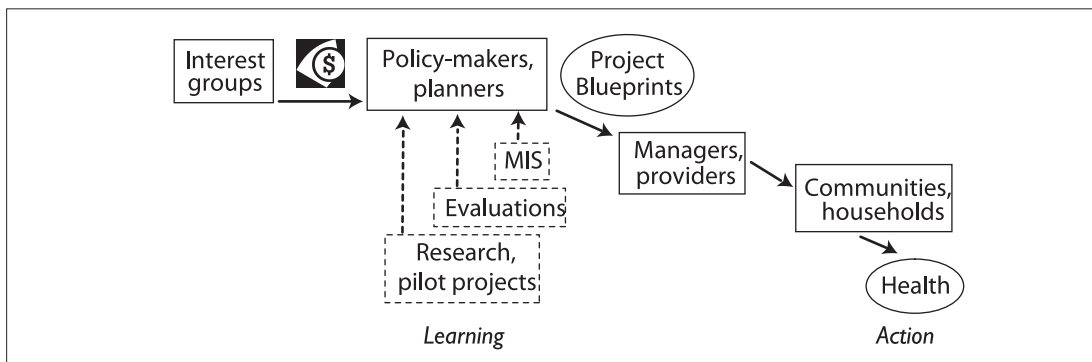 Interest
groups
$
Policy-makers,
planners
Project
Blueprints
MIS
Evaluations
Research,
pilot projects
Managers,
providers
Communities,
households
Health
Learning
Action